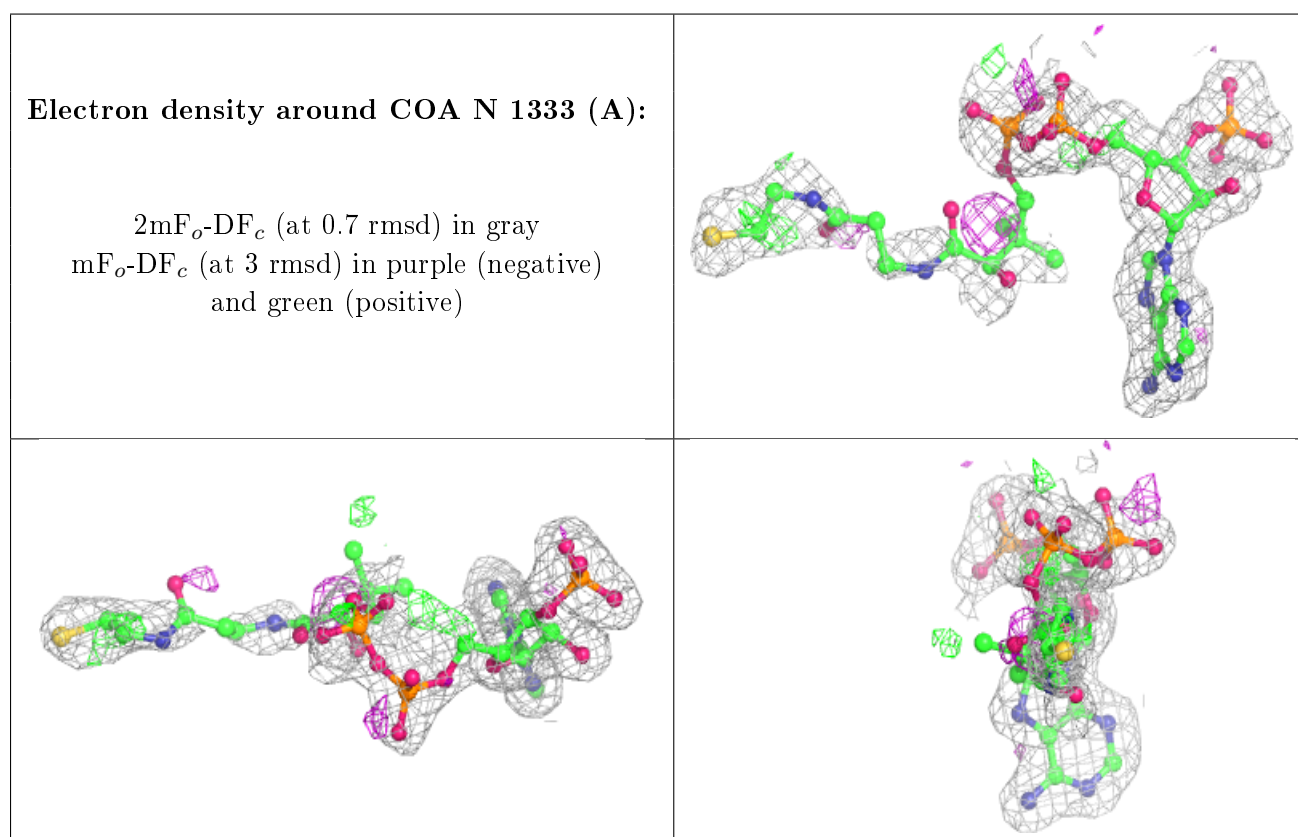 Electron density around COA N 1333 (A):
2mFo-DFc (at 0.7 rmsd) in gray
mFo-DFc (at 3 rmsd) in purple (negative)
and green (positive)